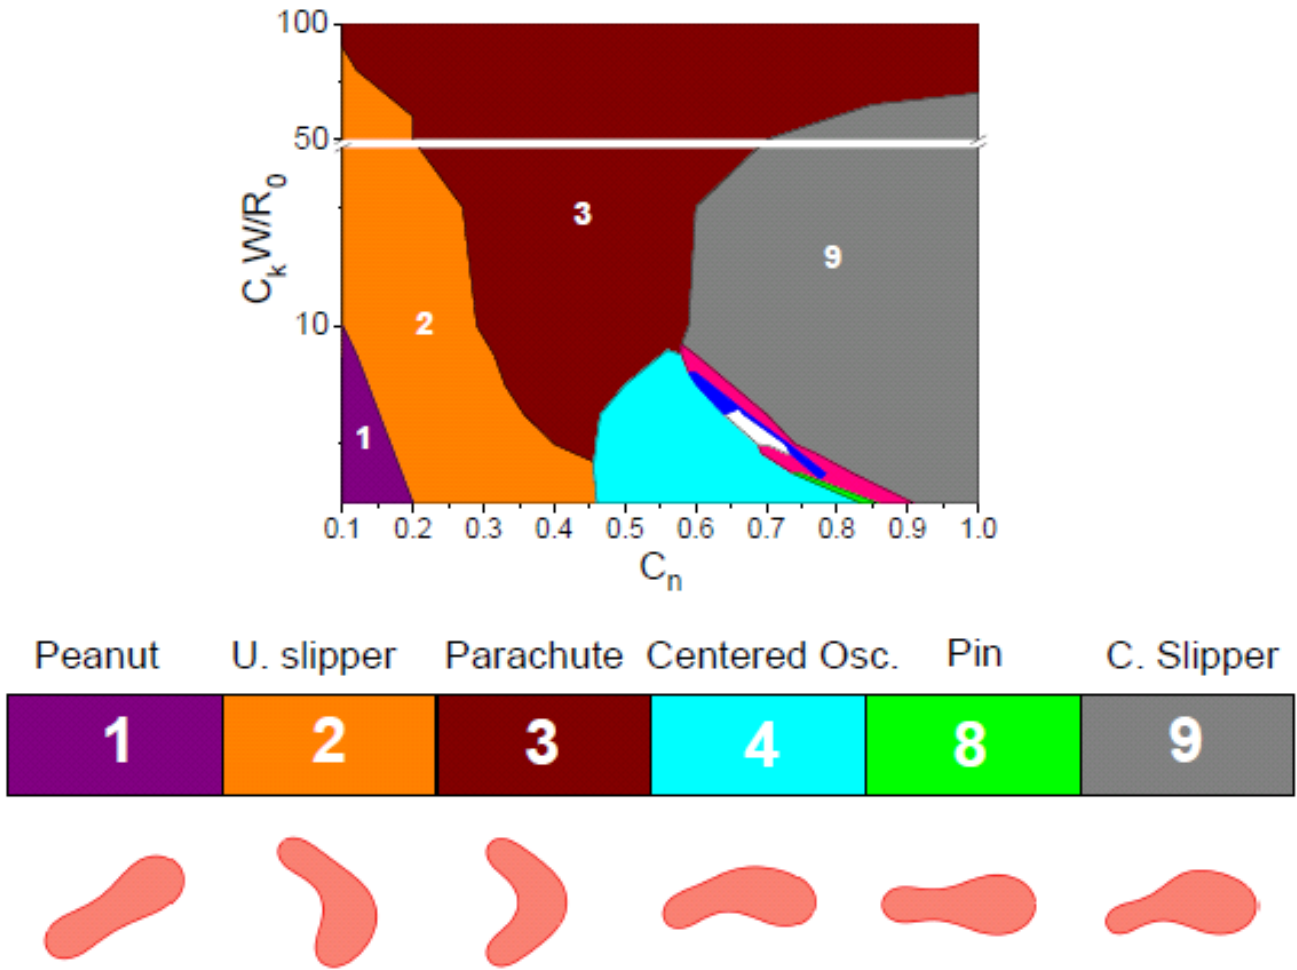 100
50
C_k W/R_0
3
9
10
2
1
0.1 0.2 0.3 0.4 0.5 0.6 0.7 0.8 0.9 1.0
C_n
Peanut U. slipper Parachute Centered Osc. Pin C. Slipper
1 2 3 4 8 9